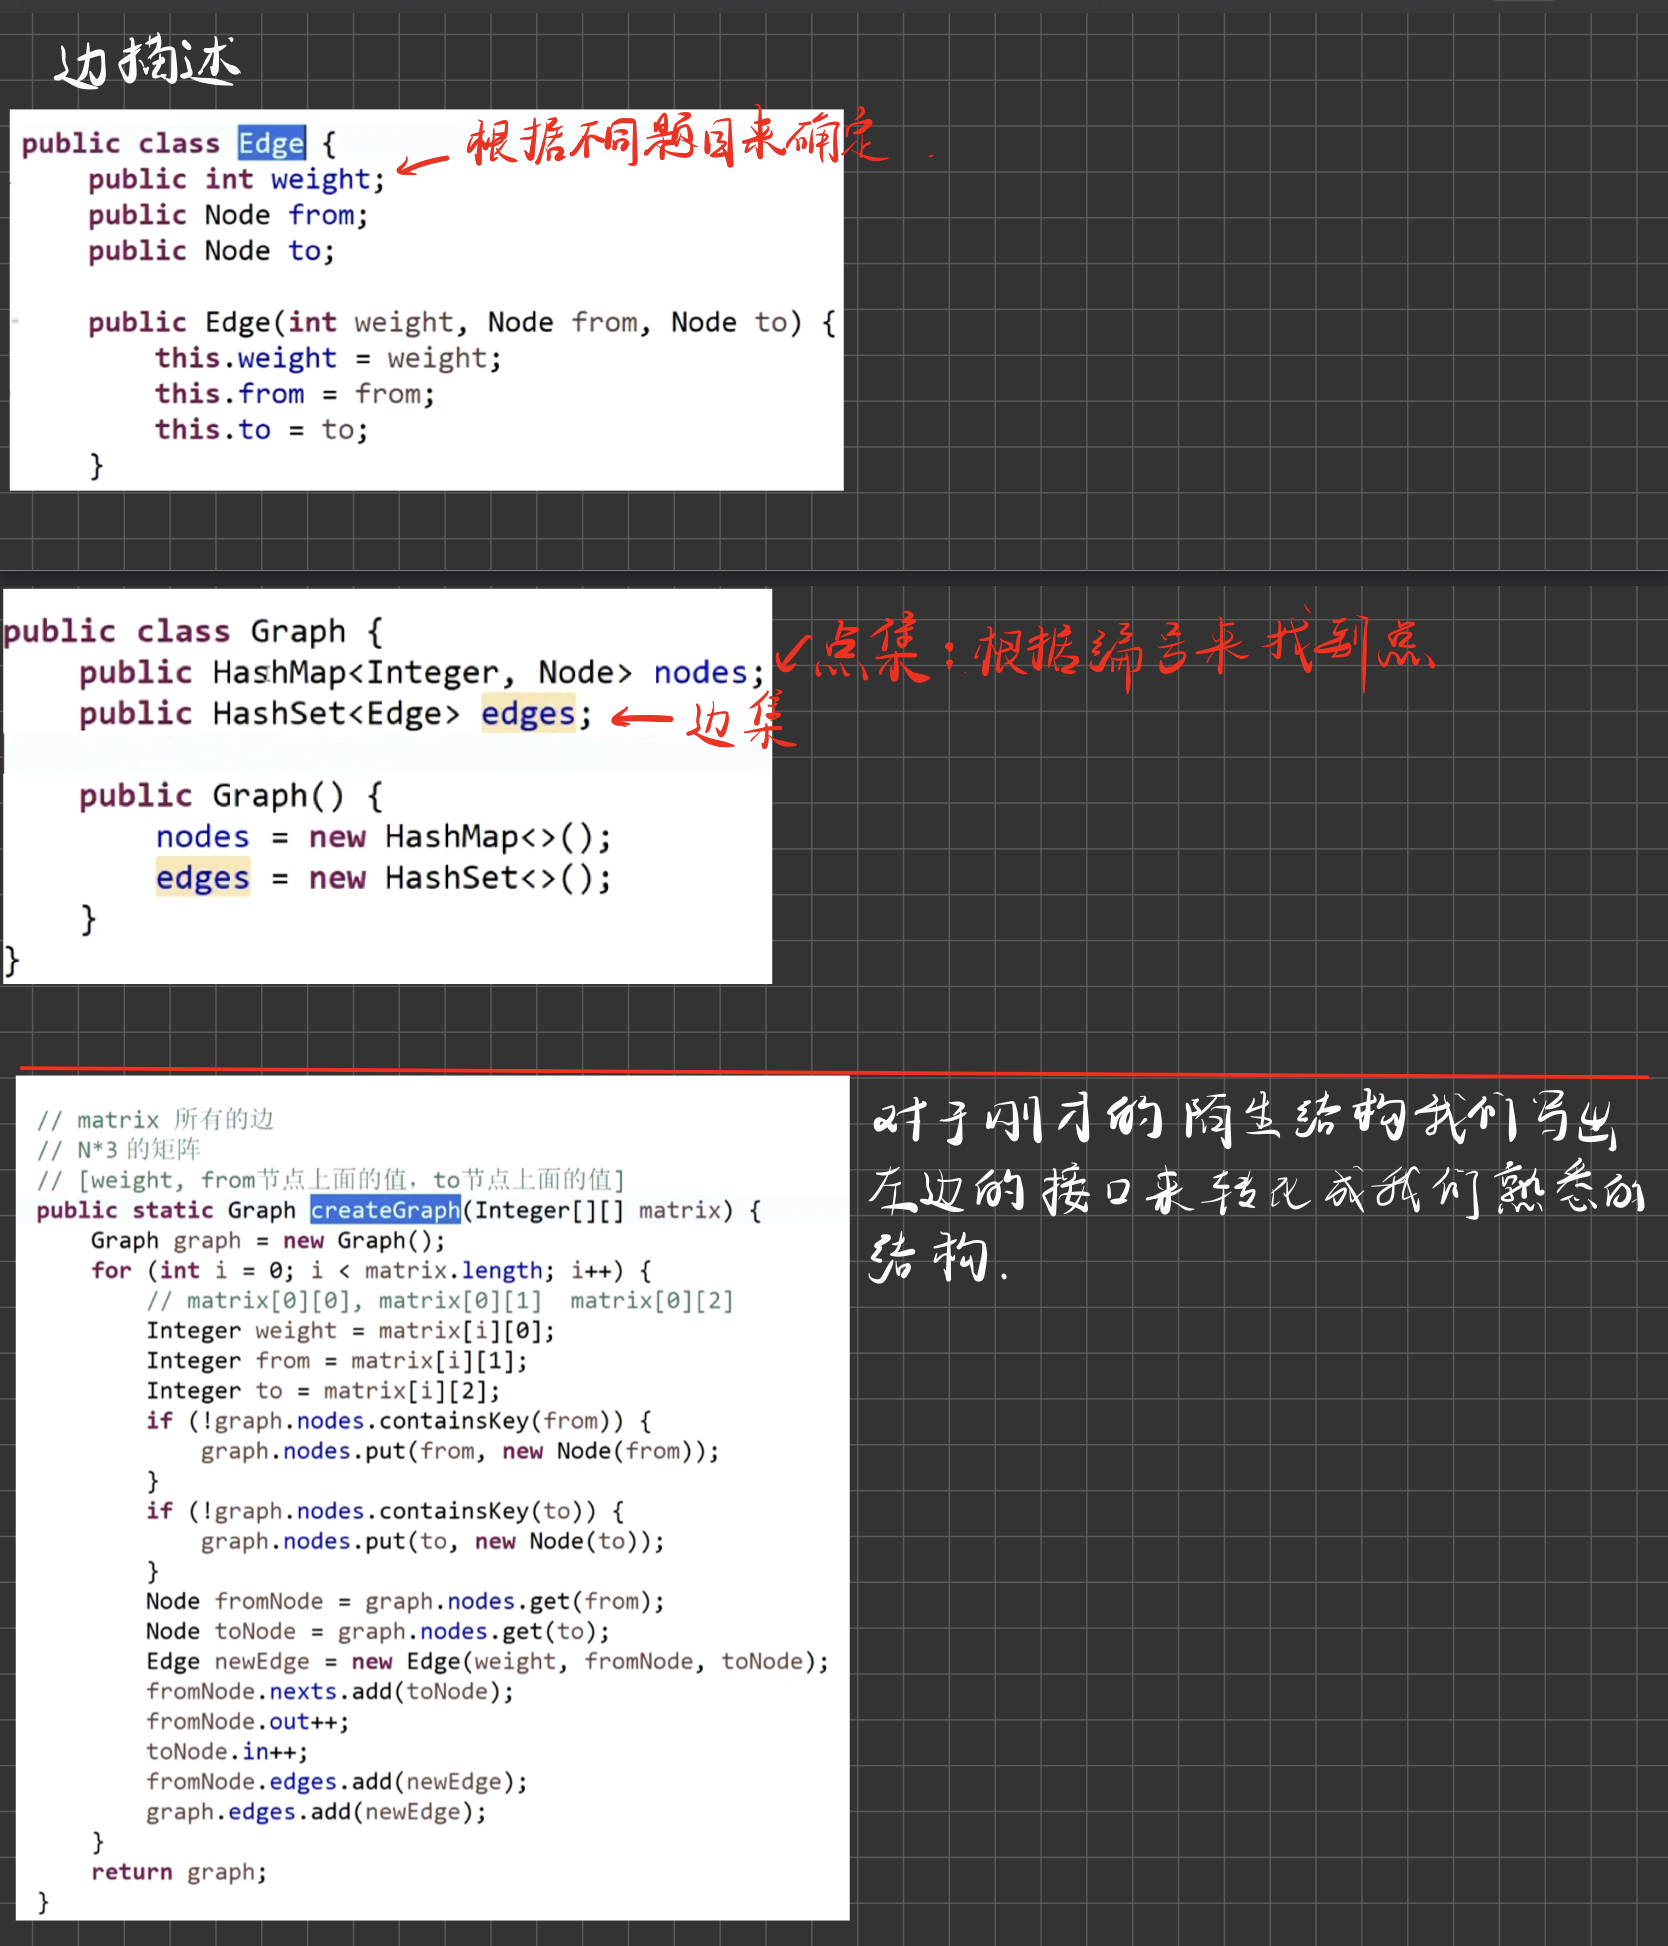 边描述
public class Edge {
根据不同题目来确定.
public int weight;
public Node from;
public Node to;
public Edge(int weight, Node from, Node to) {
this.weight = weight;
this.from = from;
this.to = to;
}
public class Graph {
public HashMap<Integer, Node> nodes;
点集：根据编号来找到点
public HashSet<Edge> edges;
边集
public Graph() {
nodes = new HashMap<>();
edges = new HashSet<>();
}
}
// matrix 所有的边
// N*3 的矩阵
// [weight, from节点上面的值，to节点上面的值]
public static Graph createGraph(Integer[][] matrix) {
Graph graph = new Graph();
for (int i = 0; i < matrix.length; i++) {
// matrix[0][0], matrix[0][1]  matrix[0][2]
Integer weight = matrix[i][0];
Integer from = matrix[i][1];
Integer to = matrix[i][2];
if (!graph.nodes.containsKey(from)) {
graph.nodes.put(from, new Node(from));
}
if (!graph.nodes.containsKey(to)) {
graph.nodes.put(to, new Node(to));
}
Node fromNode = graph.nodes.get(from);
Node toNode = graph.nodes.get(to);
Edge newEdge = new Edge(weight, fromNode, toNode);
fromNode.nexts.add(toNode);
fromNode.out++;
toNode.in++;
fromNode.edges.add(newEdge);
graph.edges.add(newEdge);
}
return graph;
}
对于刚才的陌生结构我们写出
左边的接口来转化成我们熟悉的
结构.